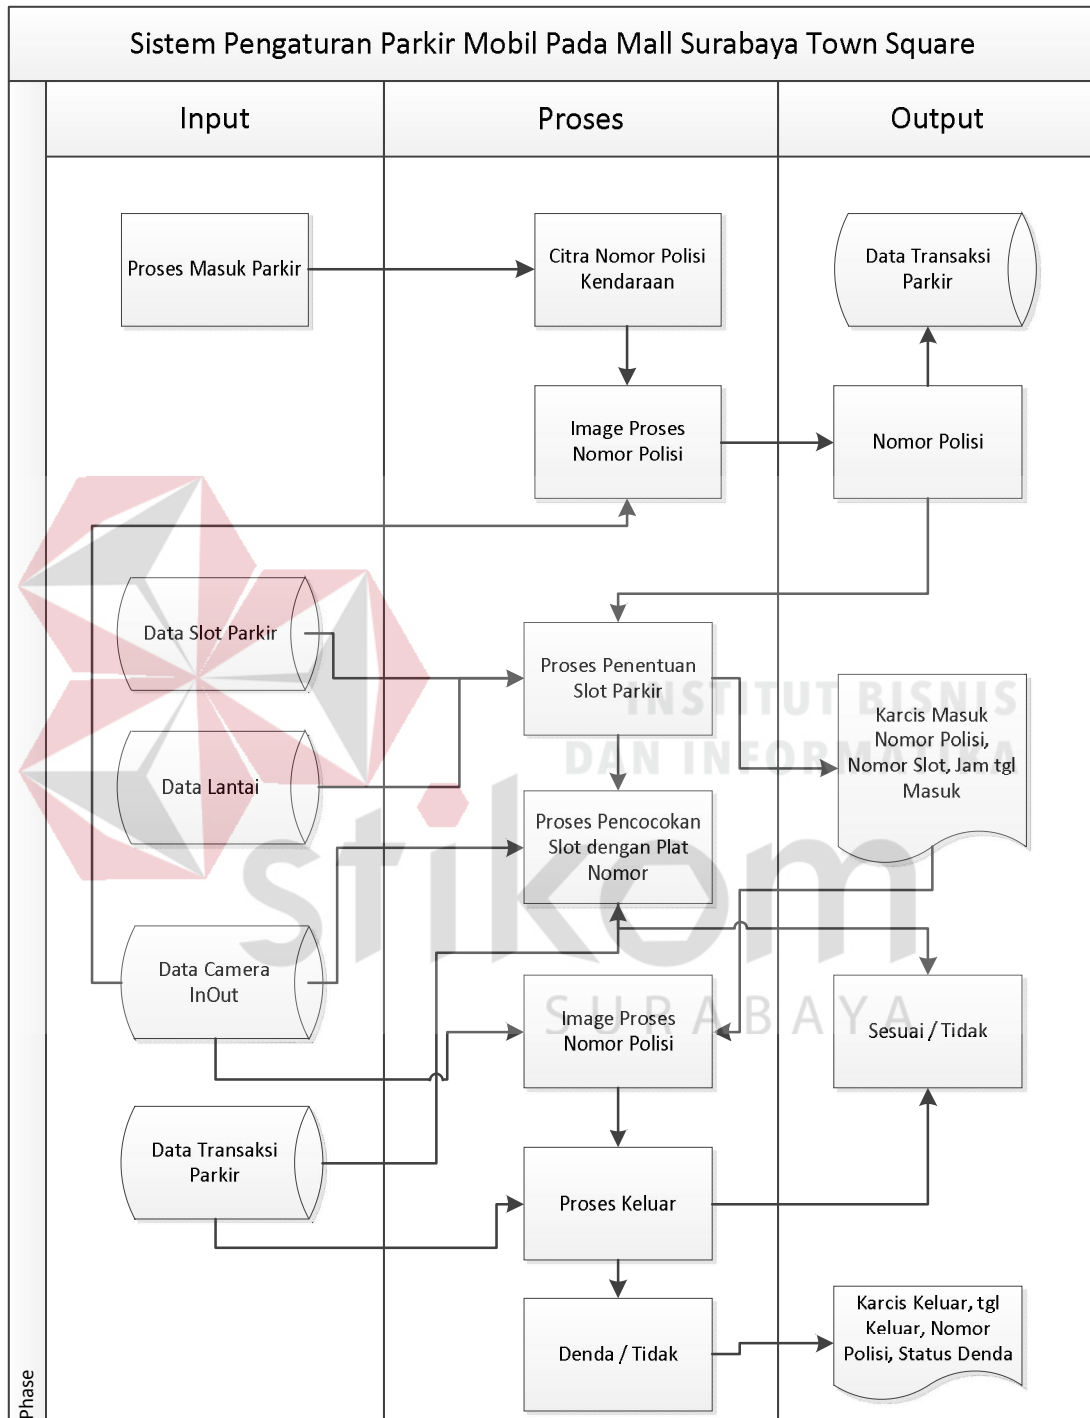 Sistem Pengaturan Parkir Mobil Pada Mall Surabaya Town Square
Input
Proses
Output
Proses Masuk Parkir
Citra Nomor Polisi
Kendaraan
Data Transaksi
Parkir
Image Proses
Nomor Polisi
Nomor Polisi
Data Slot Parkir
Proses Penentuan
Slot Parkir
INSTITUT BISNIS
DAN INFORMATIKA
Karcis Masuk
Nomor Polisi,
Nomor Slot, Jam tgl
Masuk
Data Lantai
Proses Pencocokan
Slot dengan Plat
Nomor
stikom
SURABAYA
Data Camera
InOut
Image Proses
Nomor Polisi
Sesuai / Tidak
Data Transaksi
Parkir
Proses Keluar
Denda / Tidak
Karcis Keluar, tgl
Keluar, Nomor
Polisi, Status Denda
Phase